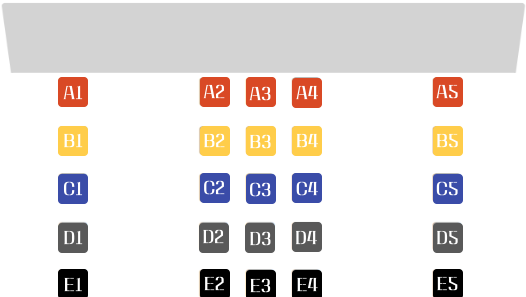 A1 A2 A3 A4 A5
B1 B2 B3 B4 B5
C1 C2 C3 C4 C5
D1 D2 D3 D4 D5
E1 E2 E3 E4 E5